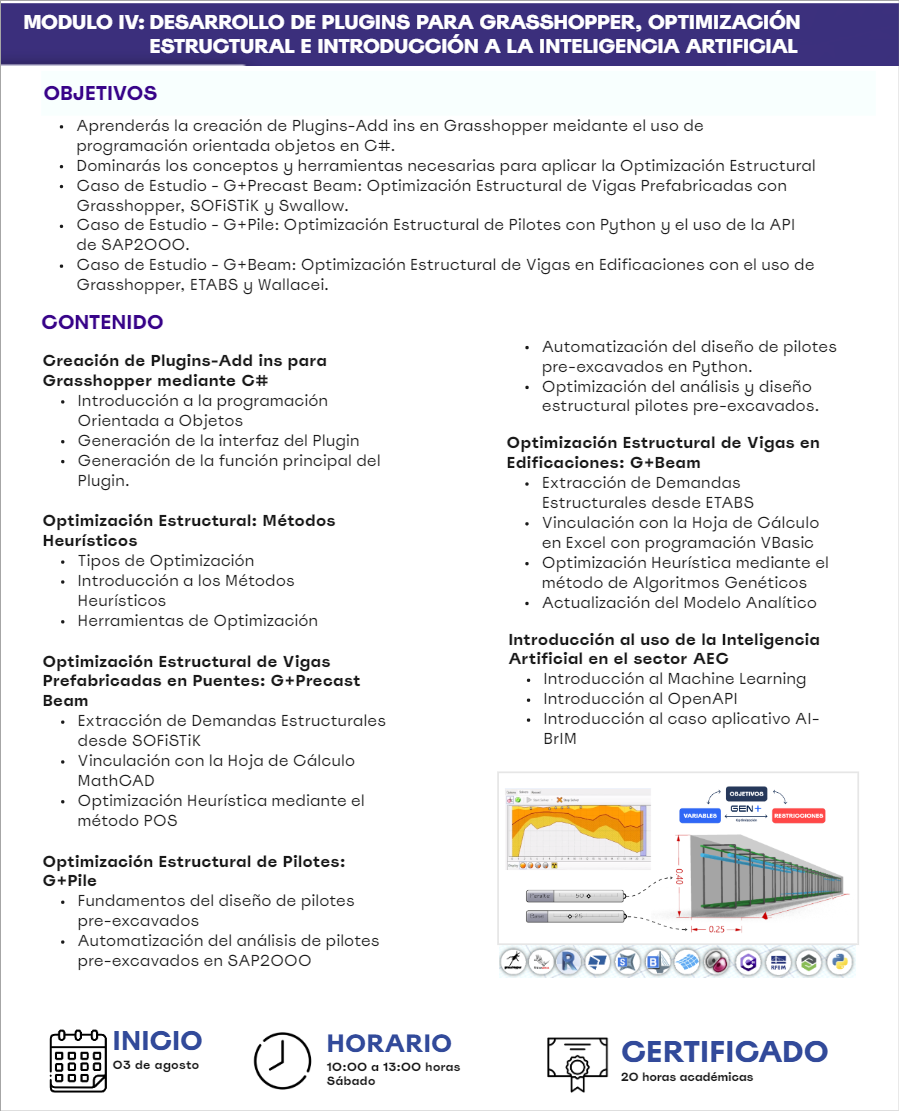 MODULO IV: DESARROLLO DE PLUGINS PARA GRASSHOPPER, OPTIMIZACIÓN
ESTRUCTURAL E INTRODUCCIÓN A LA INTELIGENCIA ARTIFICIAL
OBJETIVOS
• Aprenderás la creación de Plugins-Add ins en Grasshopper meidante el uso de
programación orientada objetos en C#.
• Dominarás los conceptos y herramientas necesarias para aplicar la Optimización Estructural
• Caso de Estudio - G+Precast Beam: Optimización Estructural de Vigas Prefabricadas con
Grasshopper, SOFiSTiK y Swallow.
• Caso de Estudio - G+Pile: Optimización Estructural de Pilotes con Python y el uso de la API
de SAP2000.
• Caso de Estudio - G+Beam: Optimización Estructural de Vigas en Edificaciones con el uso de
Grasshopper, ETABS y Wallacei.
CONTENIDO
Creación de Plugins-Add ins para
Grasshopper mediante C#
• Introducción a la programación
Orientada a Objetos
• Generación de la interfaz del Plugin
• Generación de la función principal del
Plugin.
Optimización Estructural: Métodos
Heurísticos
• Tipos de Optimización
• Introducción a los Métodos
Heurísticos
• Herramientas de Optimización
Optimización Estructural de Vigas
Prefabricadas en Puentes: G+Precast
Beam
• Extracción de Demandas Estructurales
desde SOFiSTiK
• Vinculación con la Hoja de Cálculo
MathCAD
• Optimización Heurística mediante el
método POS
Optimización Estructural de Pilotes:
G+Pile
• Fundamentos del diseño de pilotes
pre-excavados
• Automatización del análisis de pilotes
pre-excavados en SAP2000
• Automatización del diseño de pilotes
pre-excavados en Python.
• Optimización del análisis y diseño
estructural pilotes pre-excavados.
Optimización Estructural de Vigas en
Edificaciones: G+Beam
• Extracción de Demandas
Estructurales desde ETABS
• Vinculación con la Hoja de Cálculo
en Excel con programación VBasic
• Optimización Heurística mediante el
método de Algoritmos Genéticos
• Actualización del Modelo Analítico
Introducción al uso de la Inteligencia
Artificial en el sector AEC
• Introducción al Machine Learning
• Introducción al OpenAPI
• Introducción al caso aplicativo AI-
BrIM
OBJETIVOS
VARIABLES
GEN+
RESTRICCIONES
0.40
Peralte
50
Base
25
0.25
RFEM
INICIO
03 de agosto
HORARIO
10:00 a 13:00 horas
Sábado
CERTIFICADO
20 horas académicas